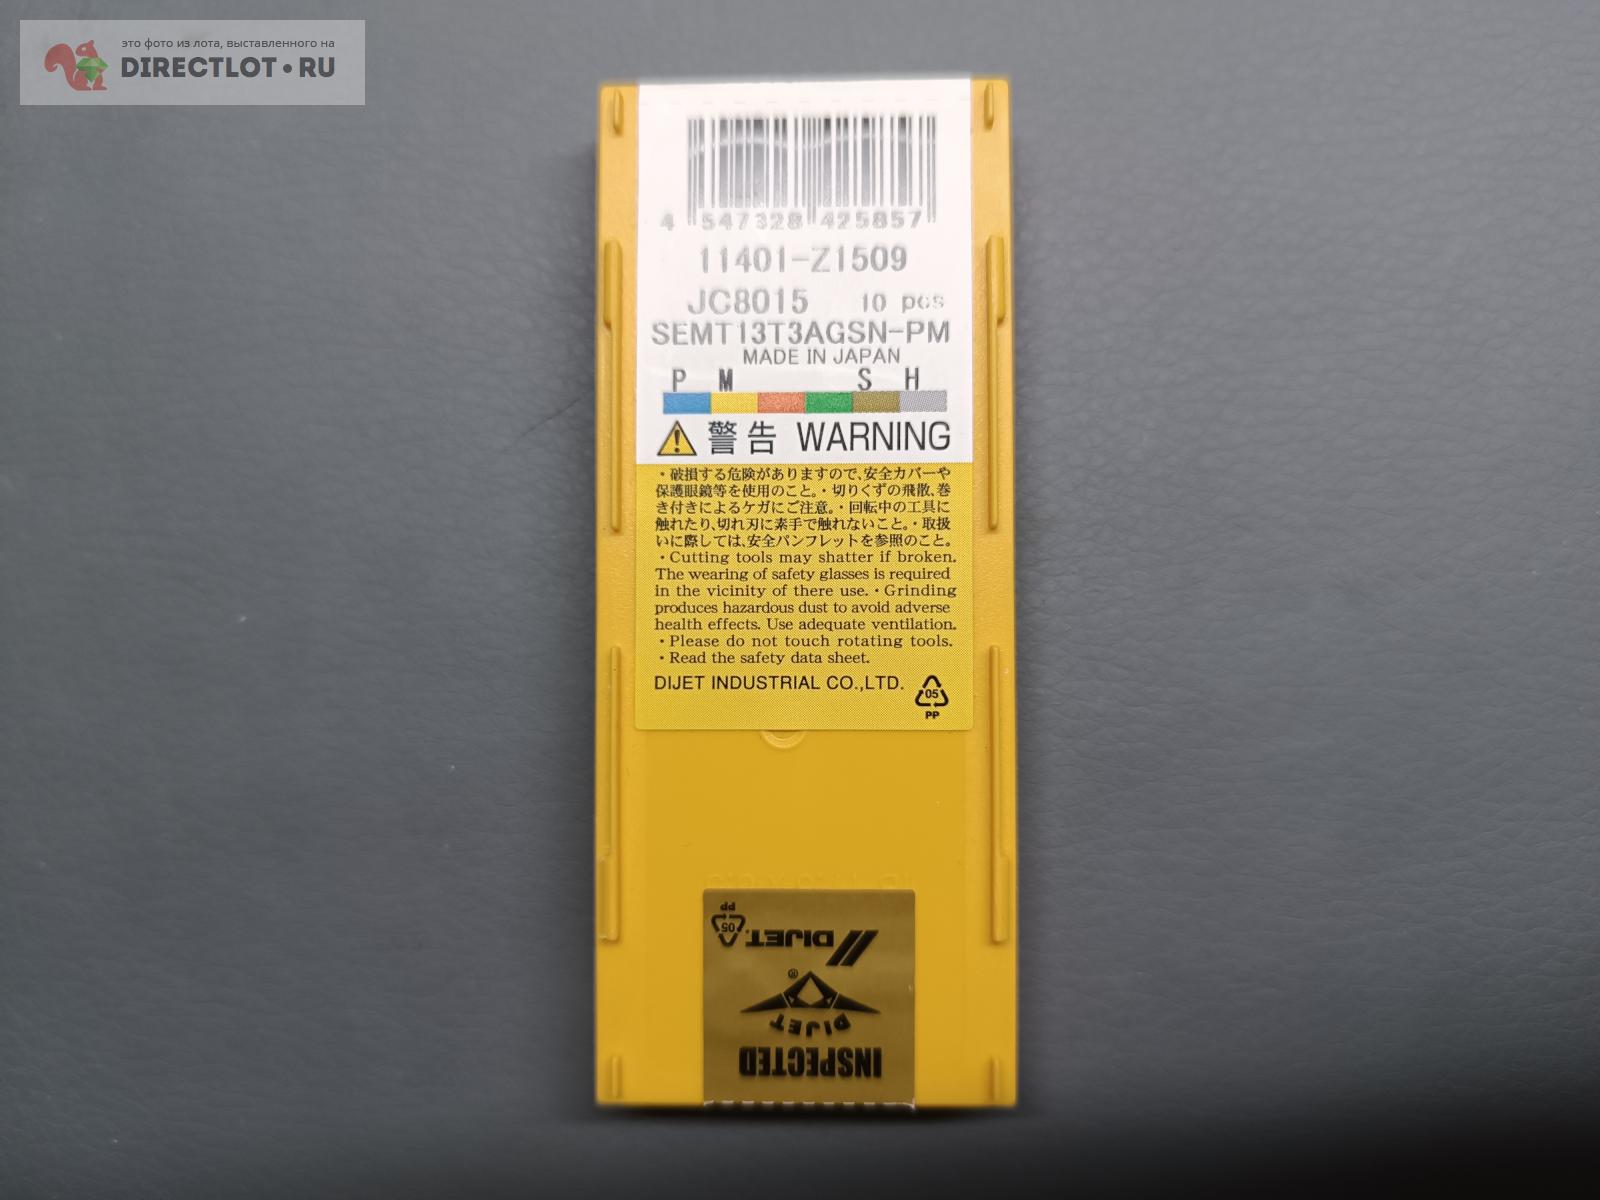 это фото из лота, выставленного на
DIRECTLOT•RU
4 547328 425857
11401-Z1509
JC8015 10 pcs
SEMT13T3AGSN-PM
MADE IN JAPAN
P M S H
警告 WARNING
・破損する危険がありますので、安全カバーや
保護眼鏡等を使用のこと。・切りくずの飛散、巻
き付きによるケガにご注意。・回転中の工具に
触れたり、切れ刃に素手で触れないこと。・取扱
いに際しては、安全パンフレットを参照のこと。
・Cutting tools may shatter if broken.
The wearing of safety glasses is required
in the vicinity of there use.・Grinding
produces hazardous dust to avoid adverse
health effects. Use adequate ventilation.
・Please do not touch rotating tools.
・Read the safety data sheet.
DIJET INDUSTRIAL CO.,LTD.
05
PP
INSPECTED
DIJET
®
DIJET.
05
PP